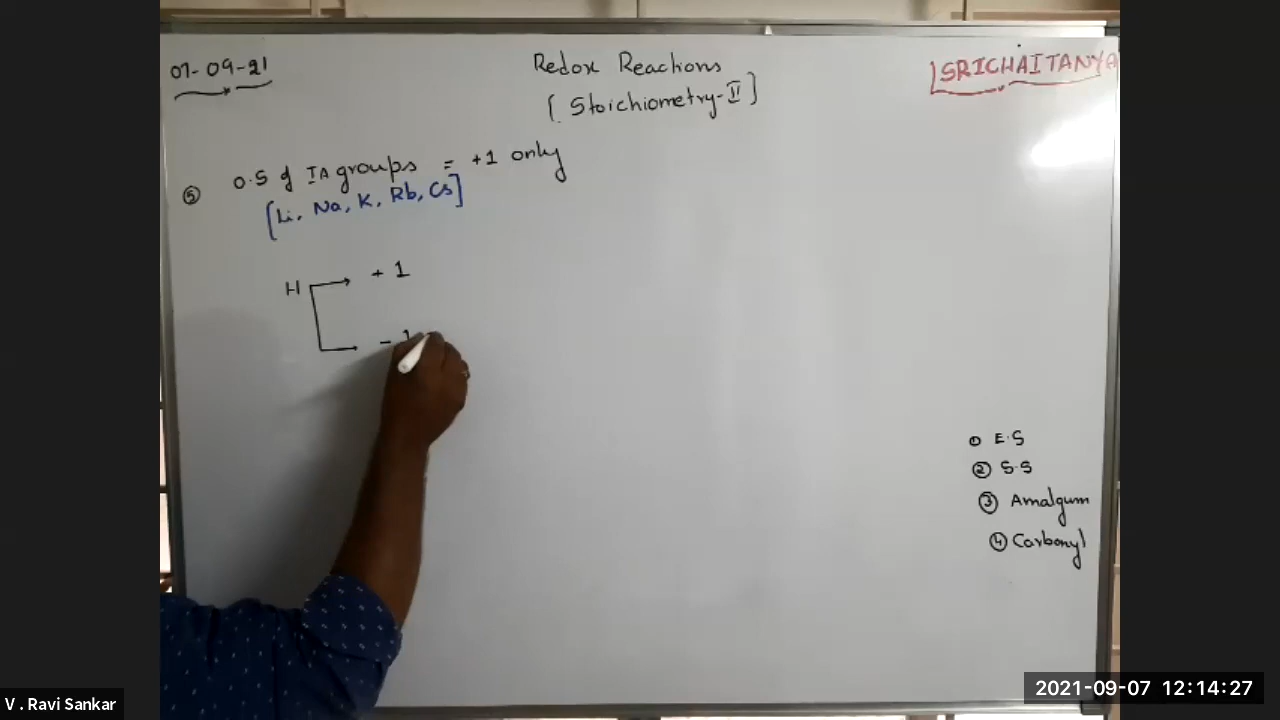 07-09-21
Redox Reactions
[Stoichiometry-II]
SRICHAITANYA
⑤ O.S of IA groups = +1 only
[Li, Na, K, Rb, Cs]
H → +1
→ -1
① E.S
② S.S
③ Amalgum
④ Carbonyl
V . Ravi Sankar
2021-09-07 12:14:27